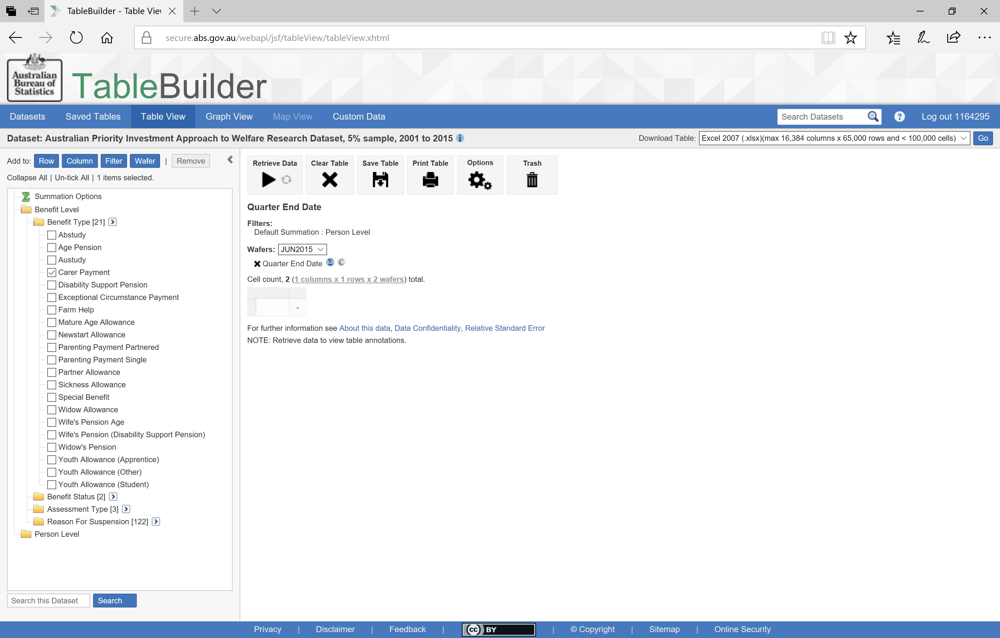 TableBuilder - Table Vie
secure.abs.gov.au/webapi/jsf/tableView/tableView.xhtml
Australian
Bureau of
Statistics
TableBuilder
Datasets Saved Tables Table View Graph View Map View Custom Data Search Datasets ? Log out 1164295
Dataset: Australian Priority Investment Approach to Welfare Research Dataset, 5% sample, 2001 to 2015 i Download Table: Excel 2007 (.xlsx)(max 16,384 columns x 65,000 rows and < 100,000 cells) Go
Add to: Row Column Filter Wafer | Remove
Collapse All | Un-tick All | 1 items selected.
Summation Options
Benefit Level
Benefit Type [21]
Abstudy
Age Pension
Austudy
Carer Payment
Disability Support Pension
Exceptional Circumstance Payment
Farm Help
Mature Age Allowance
Newstart Allowance
Parenting Payment Partnered
Parenting Payment Single
Partner Allowance
Sickness Allowance
Special Benefit
Widow Allowance
Wife's Pension Age
Wife's Pension (Disability Support Pension)
Widow's Pension
Youth Allowance (Apprentice)
Youth Allowance (Other)
Youth Allowance (Student)
Benefit Status [2]
Assessment Type [3]
Reason For Suspension [122]
Person Level
Search this Dataset Search
Retrieve Data Clear Table Save Table Print Table Options Trash
Quarter End Date
Filters:
Default Summation : Person Level
Wafers: JUN2015
Quarter End Date Σ C
Cell count, 2 (1 columns x 1 rows x 2 wafers) total.
-
For further information see About this data, Data Confidentiality, Relative Standard Error
NOTE: Retrieve data to view table annotations.
Privacy | Disclaimer | Feedback | cc BY | © Copyright | Sitemap | Online Security